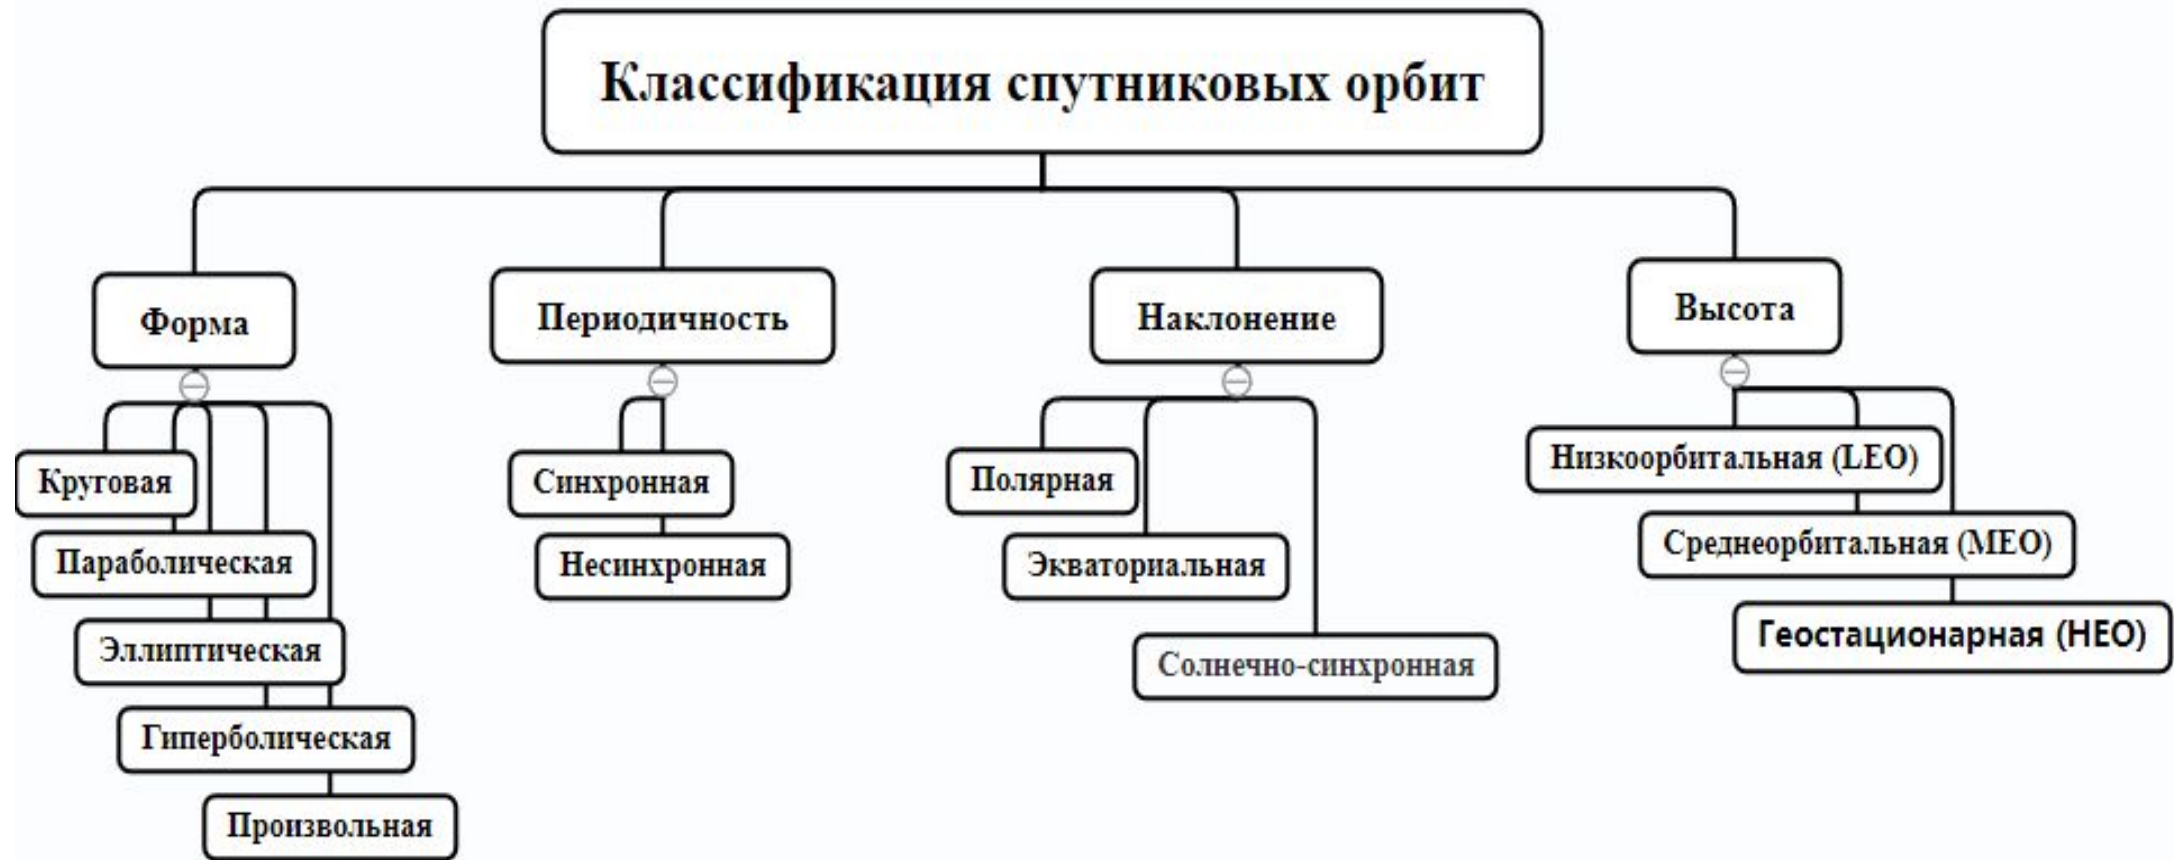 Классификация спутниковых орбит
Форма
Круговая
Параболическая
Эллиптическая
Гиперболическая
Произвольная
Периодичность
Синхронная
Несинхронная
Наклонение
Полярная
Экваториальная
Солнечно-синхронная
Высота
Низкоорбитальная (LEO)
Среднеорбитальная (MEO)
Геостационарная (HEO)